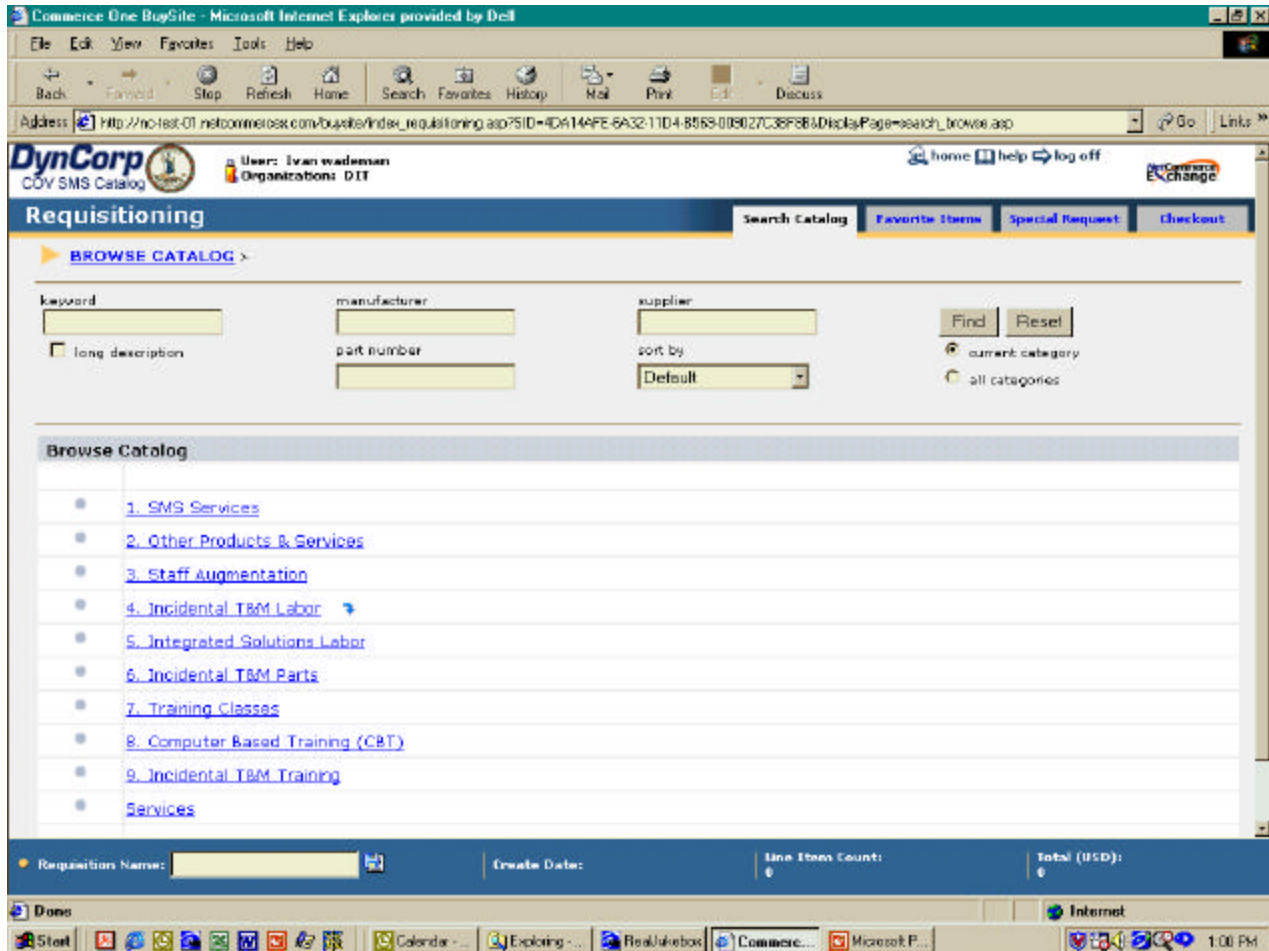 Commerce One BuySite - Microsoft Internet Explorer provided by Dell
File Edit View Favorites Tools Help
Back Forward Stop Refresh Home Search Favorites History Mail Print Edit Discuss
Address Go Links »
DynCorp
COV SMS Catalog
User: Ivan wademan
Organization: DIT
home help log off
NetCommerce
Exchange
Requisitioning
Search Catalog Favorite Items Special Request Checkout
BROWSE CATALOG >
keyword manufacturer supplier
Find Reset
long description part number sort by current category
Default
all categories
Browse Catalog
1. SMS Services
2. Other Products & Services
3. Staff Augmentation
4. Incidental T&M Labor
5. Integrated Solutions Labor
6. Incidental T&M Parts
7. Training Classes
8. Computer Based Training (CBT)
9. Incidental T&M Training
Services
Requisition Name: Create Date: Line Item Count: Total (USD):
0 0
Done Internet
Start Calendar -... Exploring -... RealJukebox Commerc... Microsoft P... 1:00 PM